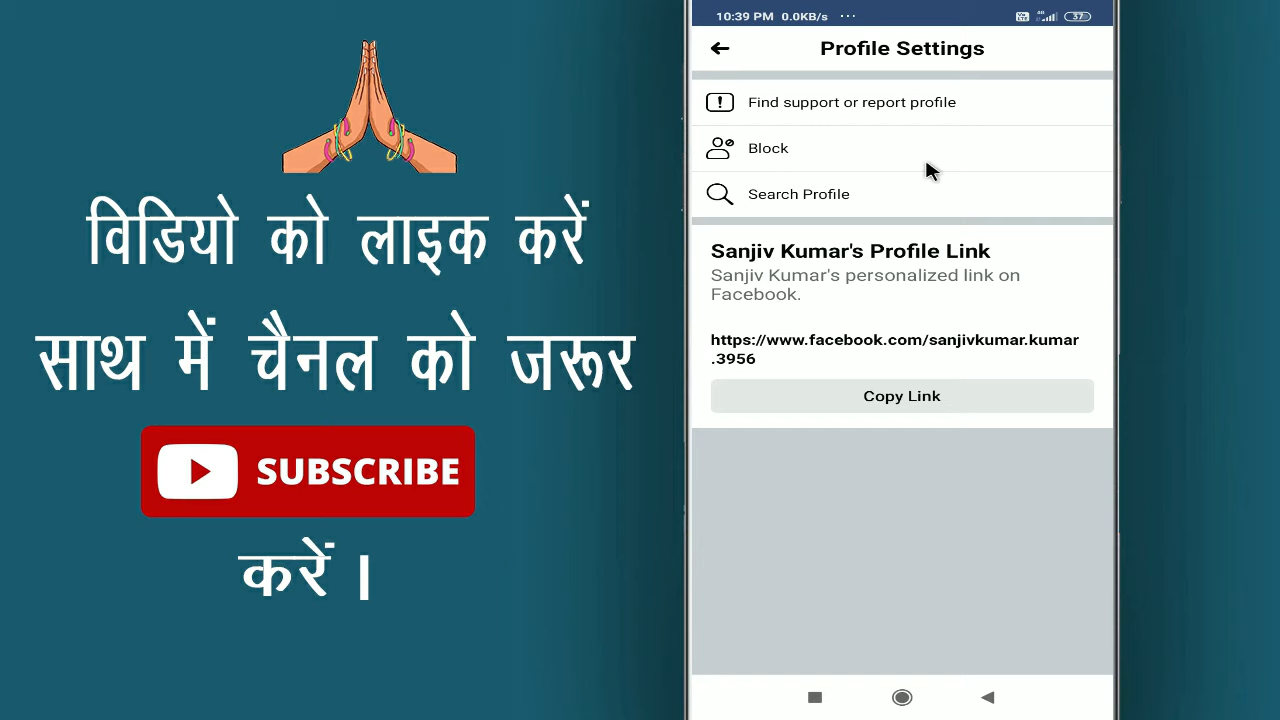 विडियो को लाइक करें
साथ में चैनल को जरूर
SUBSCRIBE
करें ।
10:39 PM 0.0KB/s ...
4G
37
Profile Settings
Find support or report profile
Block
Search Profile
Sanjiv Kumar's Profile Link
Sanjiv Kumar's personalized link on
Facebook.
https://www.facebook.com/sanjivkumar.kumar
.3956
Copy Link